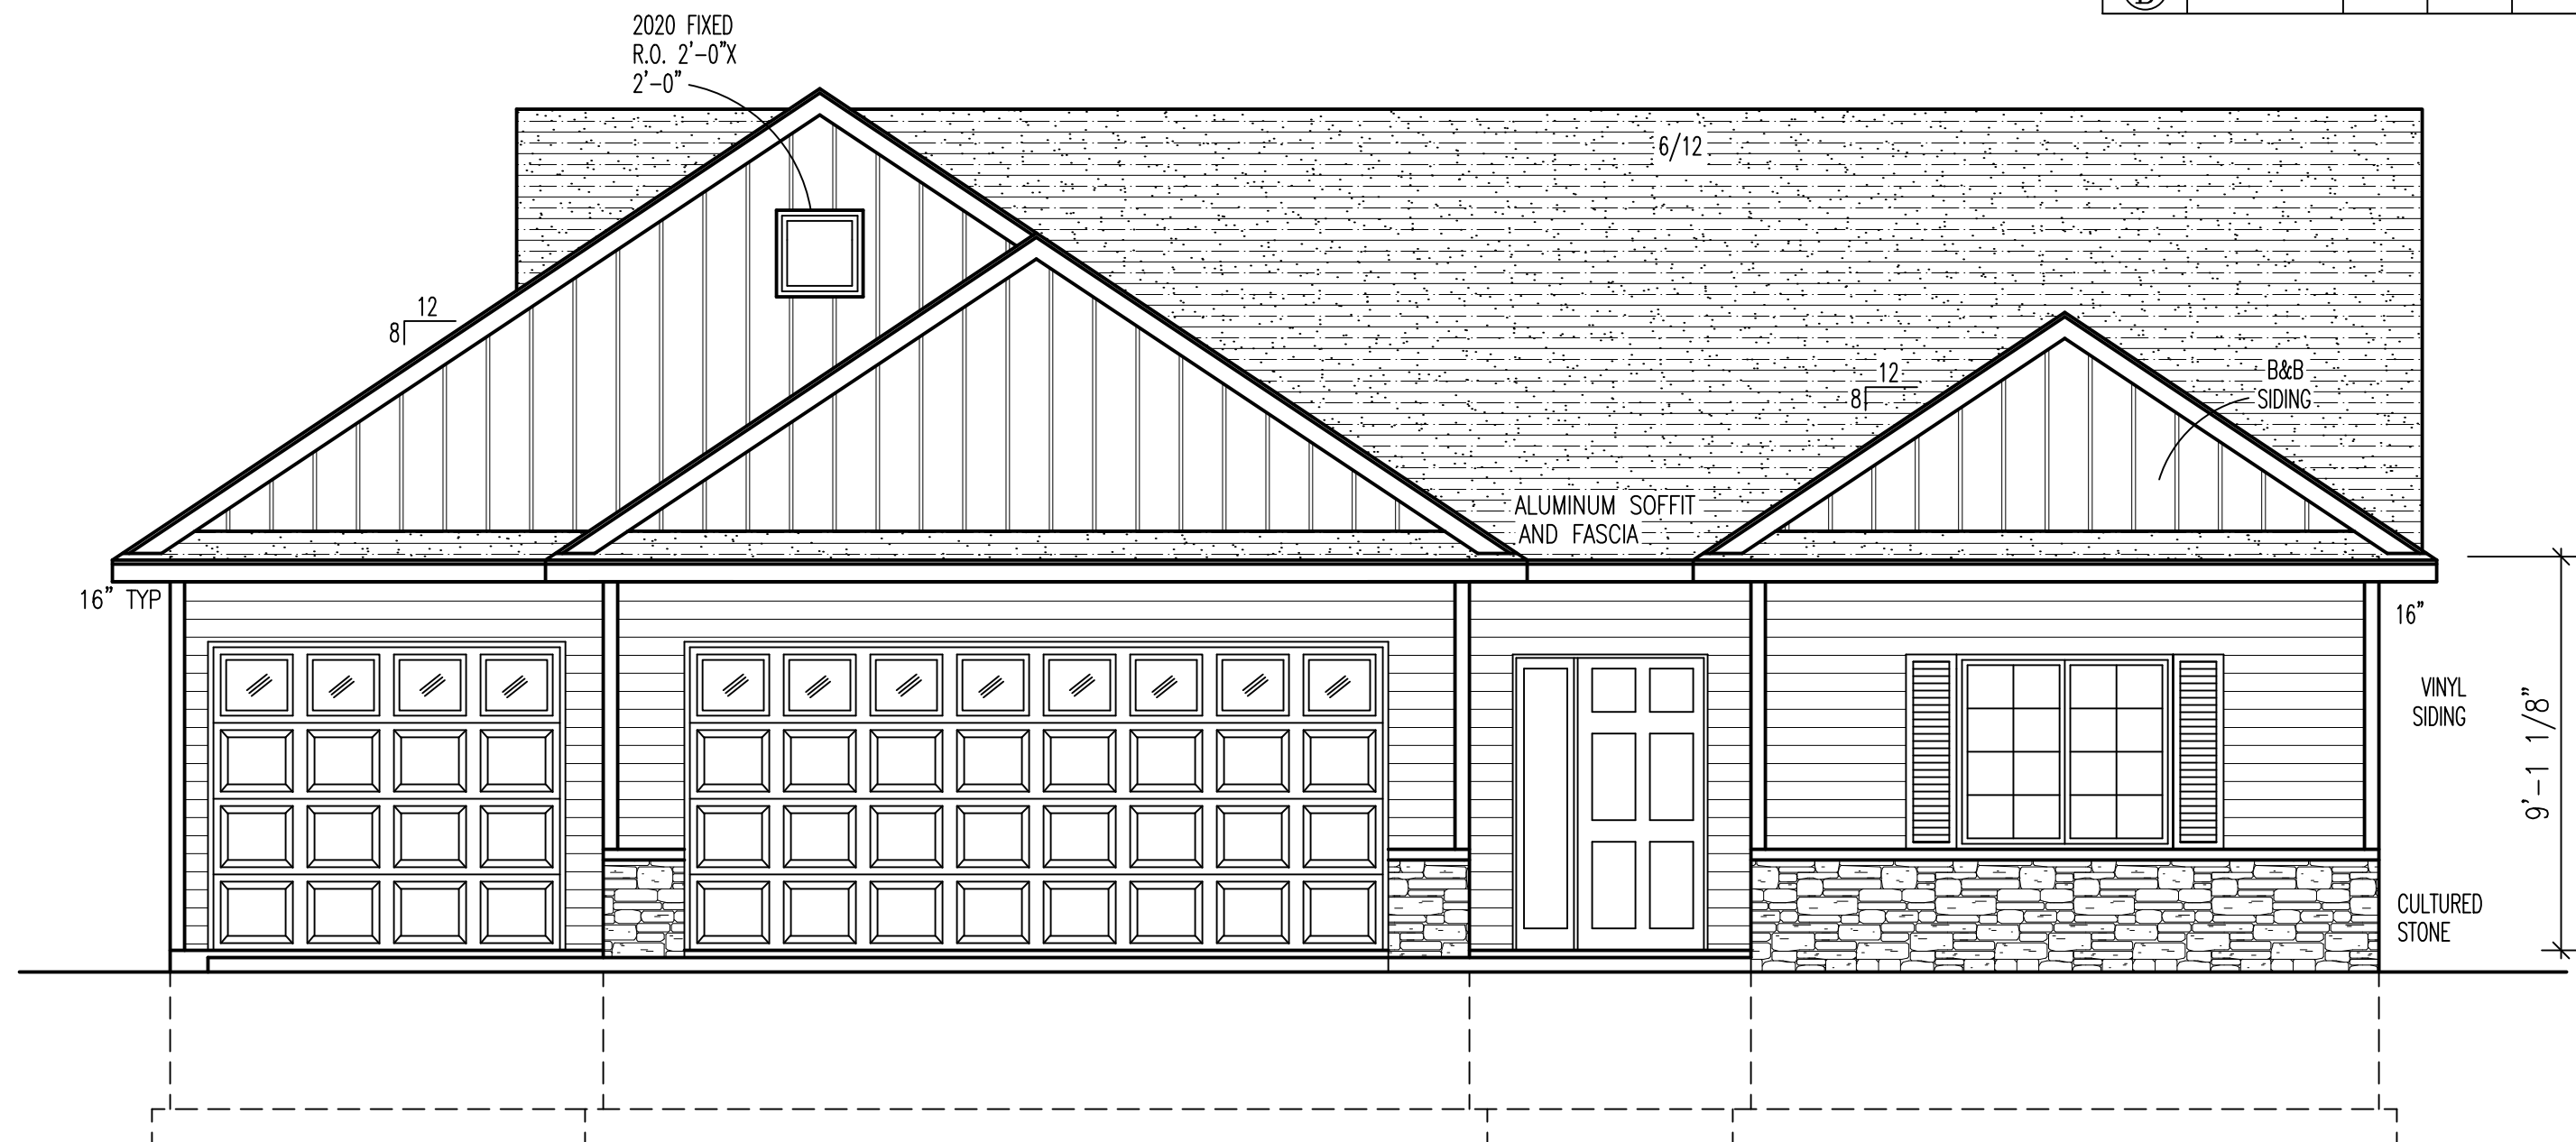 B
2020 FIXED
R.O. 2'-0"X
2'-0"
6/12
12
8
12
8
B&B
SIDING
ALUMINUM SOFFIT
AND FASCIA
16" TYP
16"
VINYL
SIDING
9'-1 1/8"
CULTURED
STONE